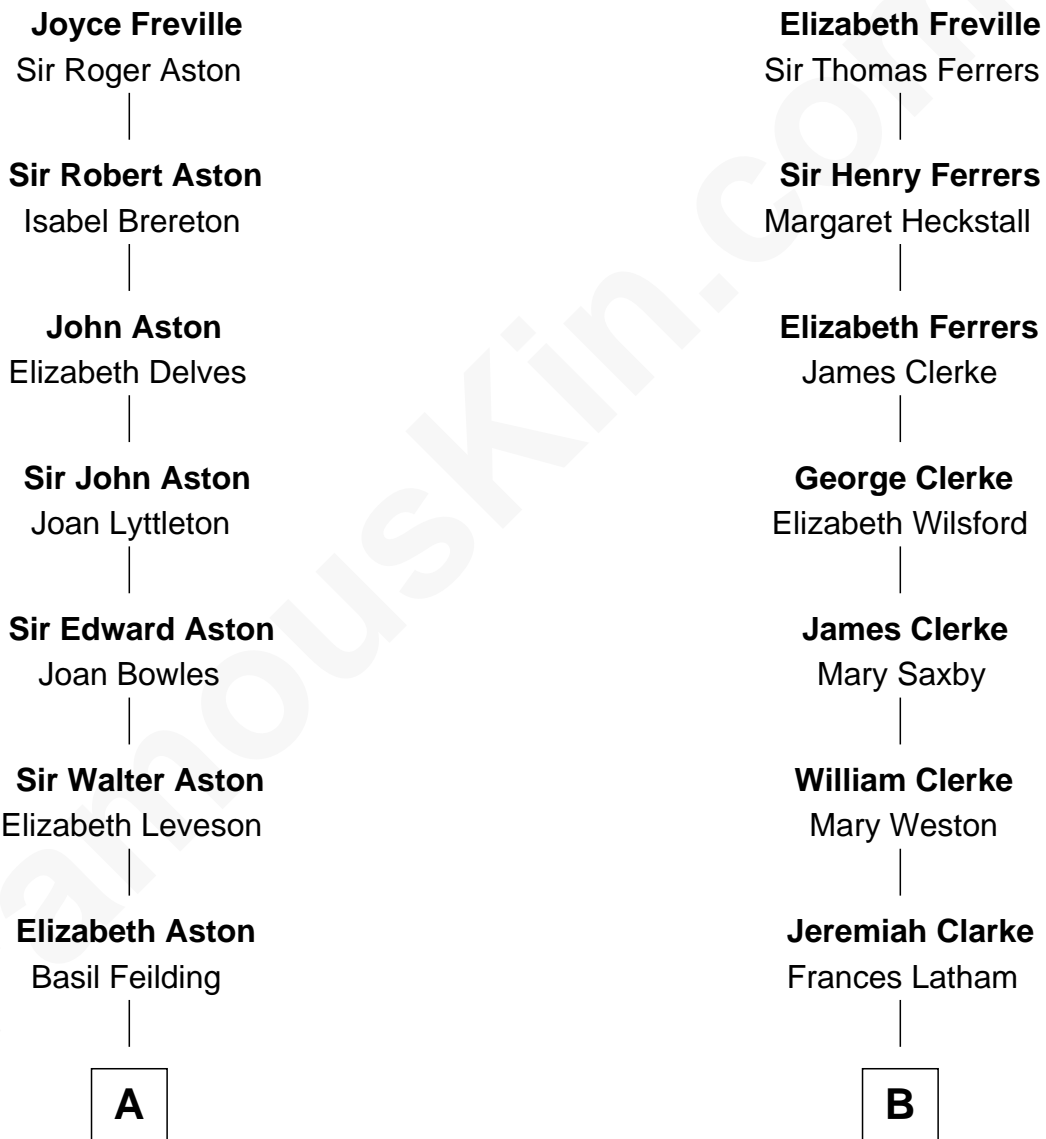 Joyce Freville
Sir Roger Aston
Sir Robert Aston
Isabel Brereton
John Aston
Elizabeth Delves
Sir John Aston
Joan Lyttleton
Sir Edward Aston
Joan Bowles
Sir Walter Aston
Elizabeth Leveson
Elizabeth Aston
Basil Feilding
A
Elizabeth Freville
Sir Thomas Ferrers
Sir Henry Ferrers
Margaret Heckstall
Elizabeth Ferrers
James Clerke
George Clerke
Elizabeth Wilsford
James Clerke
Mary Saxby
William Clerke
Mary Weston
Jeremiah Clarke
Frances Latham
B
amouskin.com